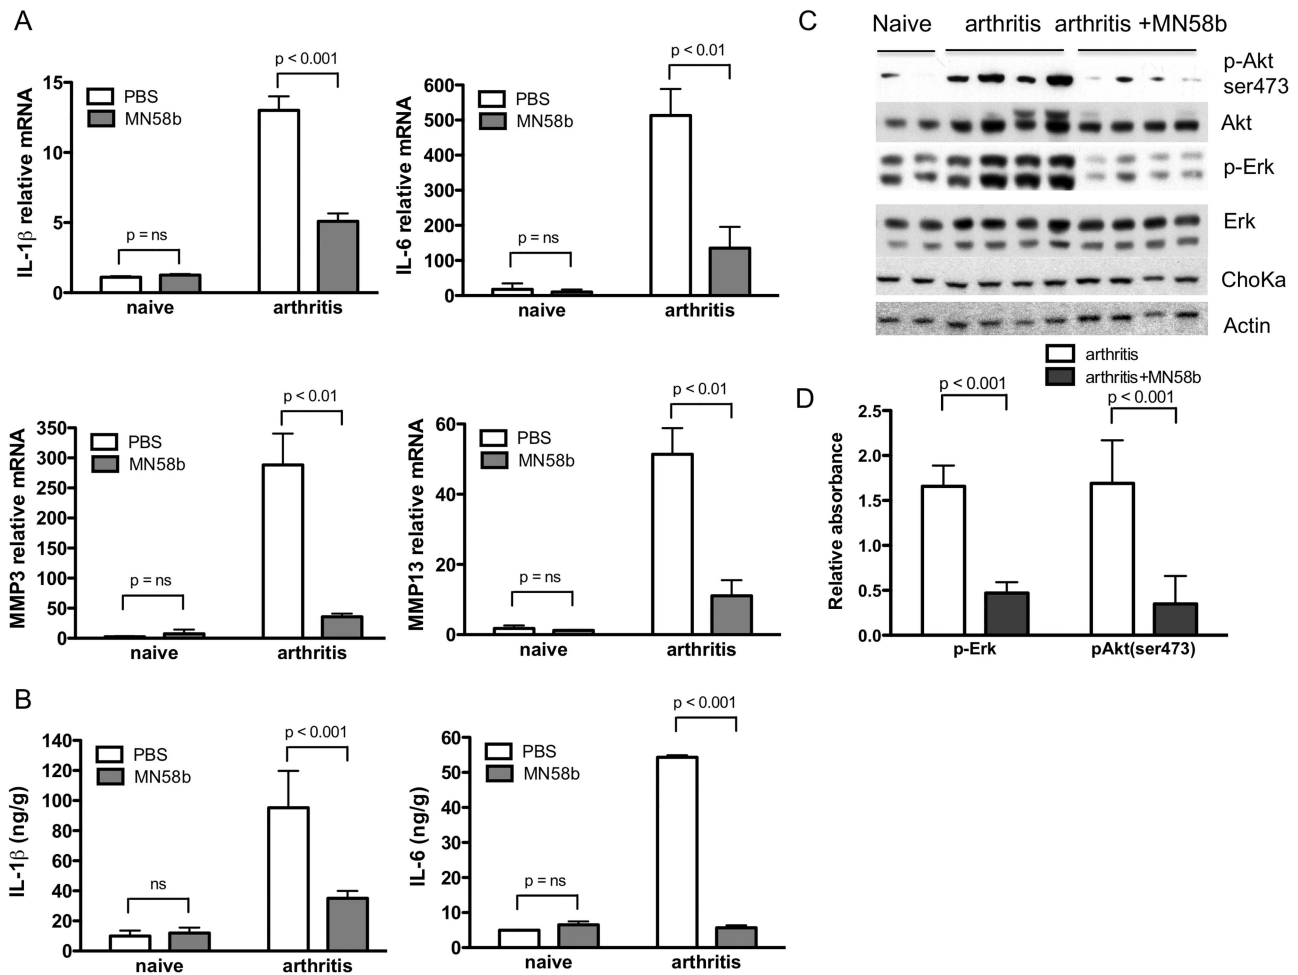 A
IL-1β relative mRNA
15
10
5
0
PBS
MN58b
p = ns
p < 0.001
naive
arthritis
IL-6 relative mRNA
600
500
400
300
200
100
0
PBS
MN58b
p = ns
p < 0.01
naive
arthritis
MMP3 relative mRNA
350
300
250
200
150
100
50
0
PBS
MN58b
p = ns
p < 0.01
naive
arthritis
MMP13 relative mRNA
60
40
20
0
PBS
MN58b
p = ns
p < 0.01
naive
arthritis
B
IL-1β (ng/g)
140
120
100
80
60
40
20
0
PBS
MN58b
ns
p < 0.001
naive
arthritis
IL-6 (ng/g)
60
50
40
30
20
10
0
PBS
MN58b
p = ns
p < 0.001
naive
arthritis
C
Naive arthritis arthritis +MN58b
p-Akt
ser473
Akt
p-Erk
Erk
ChoKa
Actin
D
arthritis
arthritis+MN58b
Relative absorbance
2.5
2.0
1.5
1.0
0.5
0.0
p < 0.001
p < 0.001
p-Erk
pAkt(ser473)